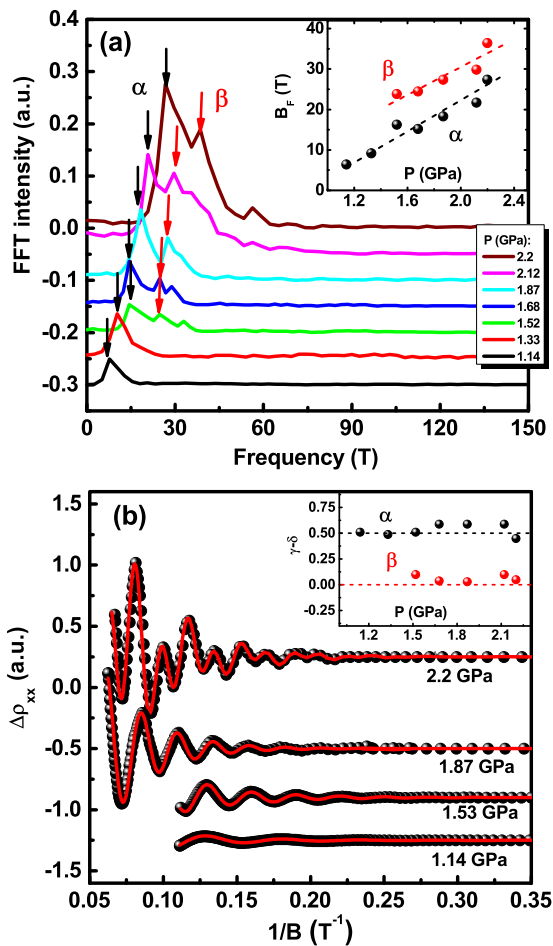 (a)
α
β
0.4
0.3
0.2
0.1
0.0
-0.1
-0.2
-0.3
FFT intensity (a.u.)
0 30 60 90 120 150
Frequency (T)
40
30
20
10
0
B_F (T)
β
α
P (GPa)
1.2 1.6 2.0 2.4
P (GPa):
2.2
2.12
1.87
1.68
1.52
1.33
1.14
(b)
1.5
1.0
0.5
0.0
-0.5
-1.0
-1.5
Δρxx (a.u.)
0.50
0.25
0.00
-0.25
γ-δ
α
β
P (GPa)
1.2 1.5 1.8 2.1
2.2 GPa
1.87 GPa
1.53 GPa
1.14 GPa
0.05 0.10 0.15 0.20 0.25 0.30 0.35
1/B (T⁻¹)